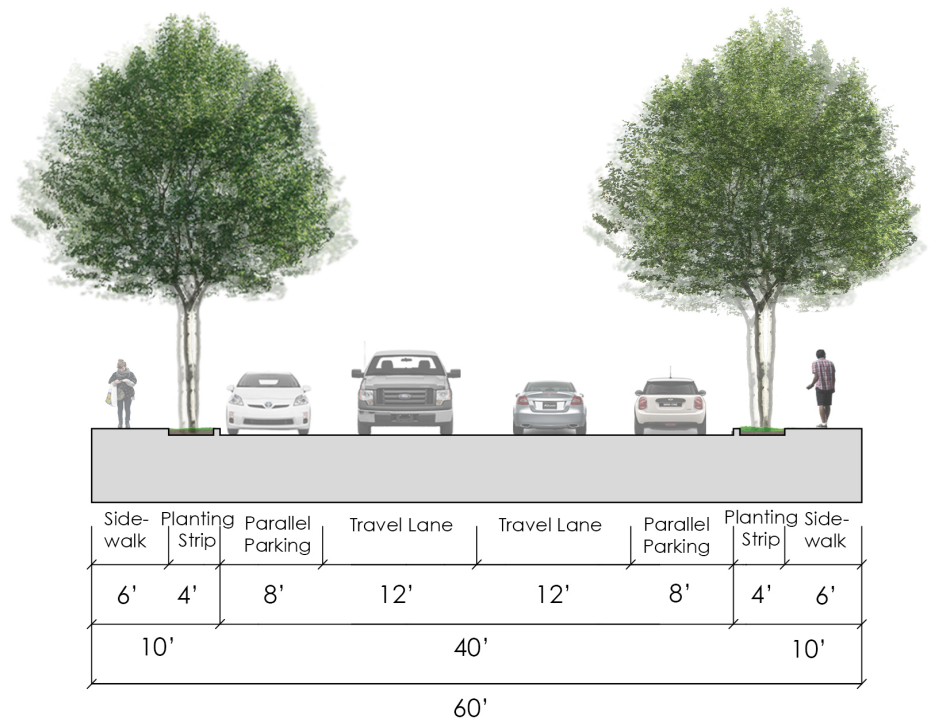 Side-
walk
Planting
Strip
Parallel
Parking
Travel Lane
Travel Lane
Parallel
Parking
Planting
Strip
Side-
walk
6’ 4’ 8’ 12’ 12’ 8’ 4’ 6’
10’ 40’ 10’
60’